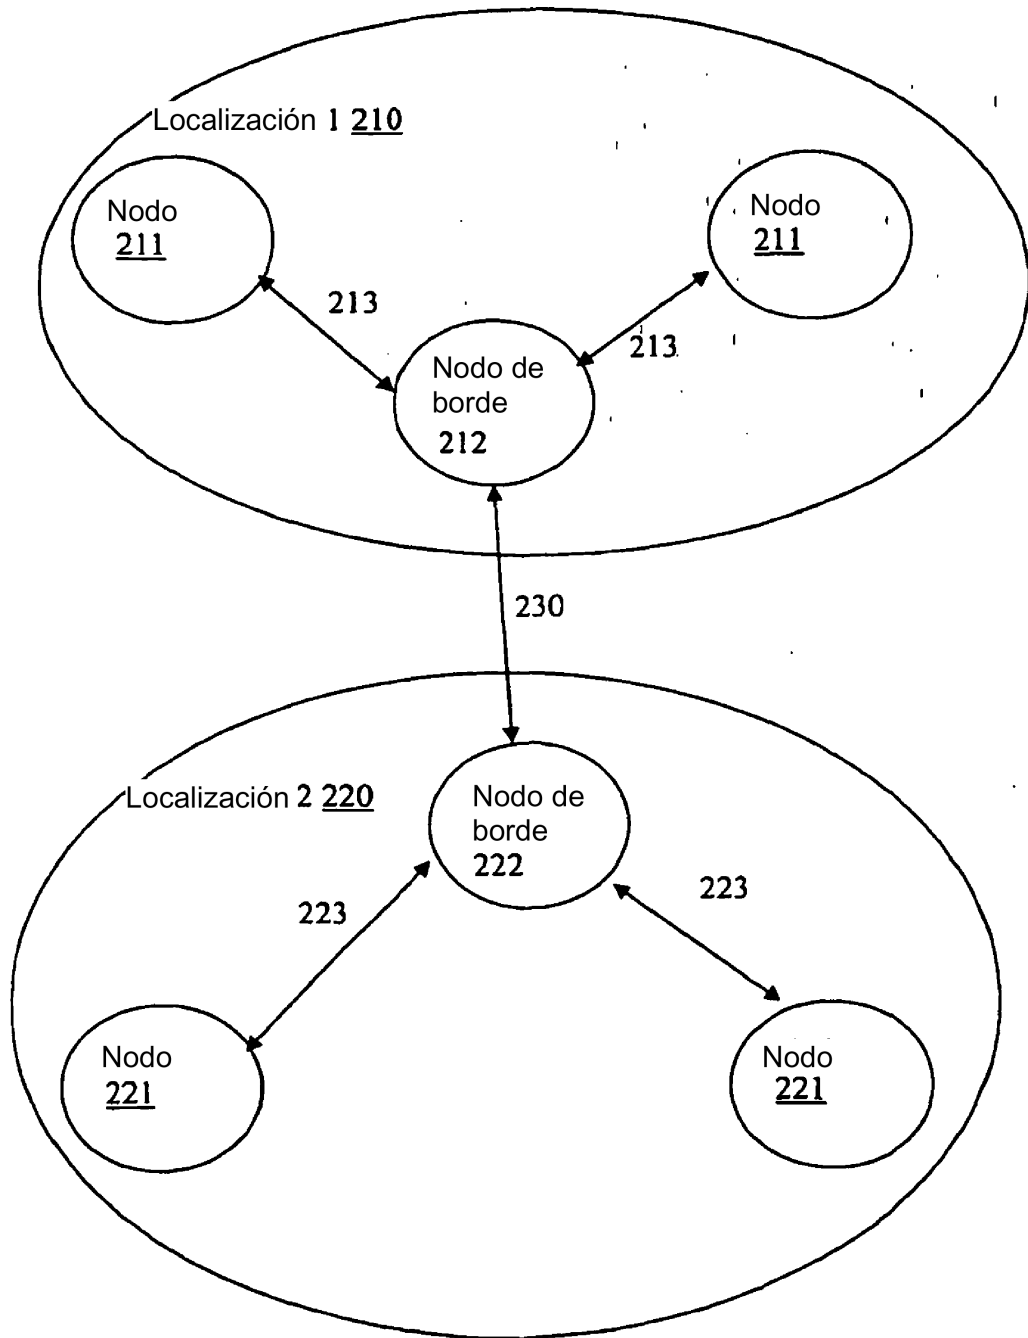 Localización 1 210
Nodo
211
Nodo
211
213
213
Nodo de
borde
212
230
Localización 2 220
Nodo de
borde
222
223
223
Nodo
221
Nodo
221